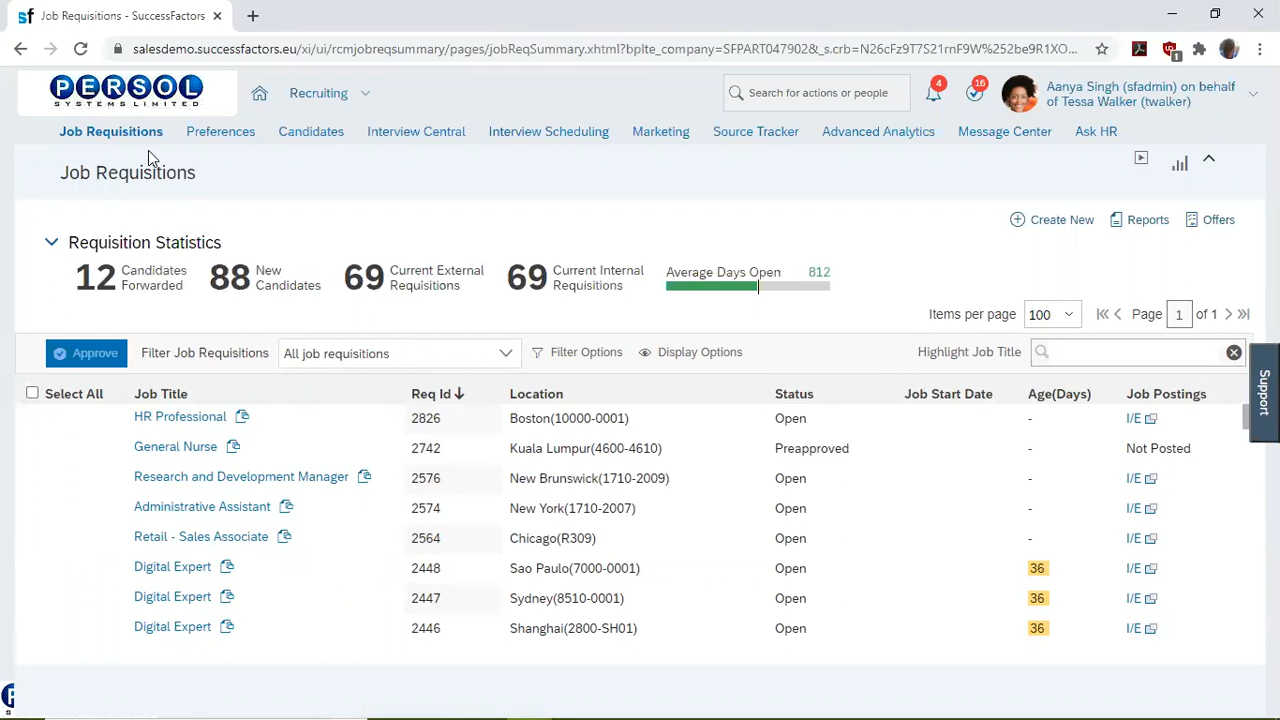 sf Job Requisitions - SuccessFactors
salesdemo.successfactors.eu/xi/ui/rcmjobreqsummary/pages/jobReqSummary.xhtml?bplte_company=SFPART047902&_s.crb=N26cFz9T7S21rnF9W%252be9R1XO...
1
PERSOL
SYSTEMS LIMITED
Recruiting
Search for actions or people
4
16
Aanya Singh (sfadmin) on behalf
of Tessa Walker (twalker)
Job Requisitions Preferences Candidates Interview Central Interview Scheduling Marketing Source Tracker Advanced Analytics Message Center Ask HR
Job Requisitions
Create New Reports Offers
Requisition Statistics
12 Candidates Forwarded 88 New Candidates 69 Current External Requisitions 69 Current Internal Requisitions Average Days Open 812
Items per page 100 Page 1 of 1
Approve Filter Job Requisitions All job requisitions Filter Options Display Options Highlight Job Title
Support
Select All Job Title Req Id Location Status Job Start Date Age(Days) Job Postings
HR Professional 2826 Boston(10000-0001) Open - I/E
General Nurse 2742 Kuala Lumpur(4600-4610) Preapproved - Not Posted
Research and Development Manager 2576 New Brunswick(1710-2009) Open - I/E
Administrative Assistant 2574 New York(1710-2007) Open - I/E
Retail - Sales Associate 2564 Chicago(R309) Open - I/E
Digital Expert 2448 Sao Paulo(7000-0001) Open 36 I/E
Digital Expert 2447 Sydney(8510-0001) Open 36 I/E
Digital Expert 2446 Shanghai(2800-SH01) Open 36 I/E